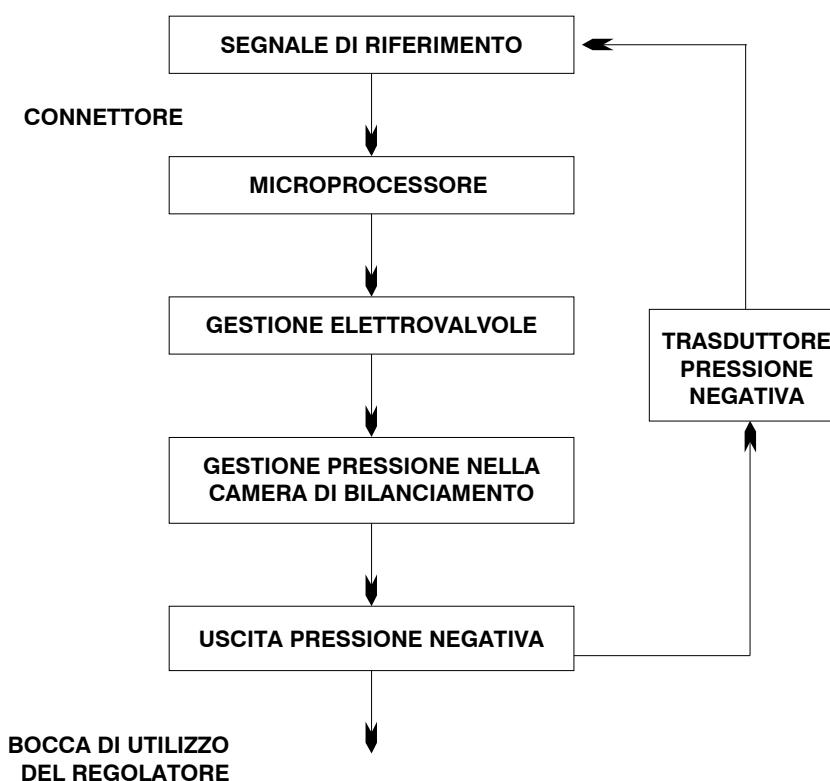 SEGNALE DI RIFERIMENTO
CONNETTORE
MICROPROCESSORE
GESTIONE ELETTROVALVOLE
TRASDUTTORE
PRESSIONE
NEGATIVA
GESTIONE PRESSIONE NELLA
CAMERA DI BILANCIAMENTO
USCITA PRESSIONE NEGATIVA
BOCCA DI UTILIZZO
DEL REGOLATORE